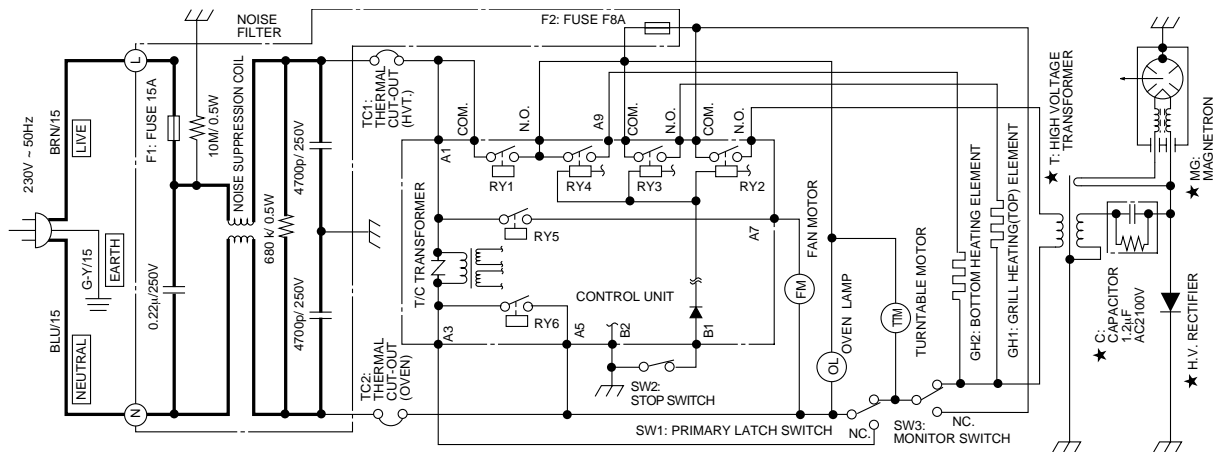 230V ~ 50Hz
BRN/15
LIVE
G-Y/15
EARTH
BLU/15
NEUTRAL
L
N
NOISE
FILTER
F1: FUSE 15A
10M/ 0.5W
0.22µ/250V
NOISE SUPPRESSION COIL
680 k/ 0.5W
4700p/ 250V
4700p/ 250V
TC1:
THERMAL
CUT-OUT
(HVT.)
TC2:
THERMAL
CUT-OUT
(OVEN)
F2: FUSE F8A
A1
COM.
N.O.
A9
COM.
N.O.
COM.
N.O.
RY1
RY4
RY3
RY2
RY5
A7
T/C TRANSFORMER
CONTROL UNIT
RY6
A3
A5
B2
B1
SW2:
STOP SWITCH
FM
FAN MOTOR
OL
OVEN LAMP
TTM
TURNTABLE MOTOR
GH2: BOTTOM HEATING ELEMENT
GH1: GRILL HEATING(TOP) ELEMENT
SW1: PRIMARY LATCH SWITCH
NC.
SW3:
MONITOR SWITCH
NC.
★ T: HIGH VOLTAGE
TRANSFORMER
★ MG:
MAGNETRON
★ C:
CAPACITOR
1.2µF
AC2100V
★ H.V. RECTIFIER